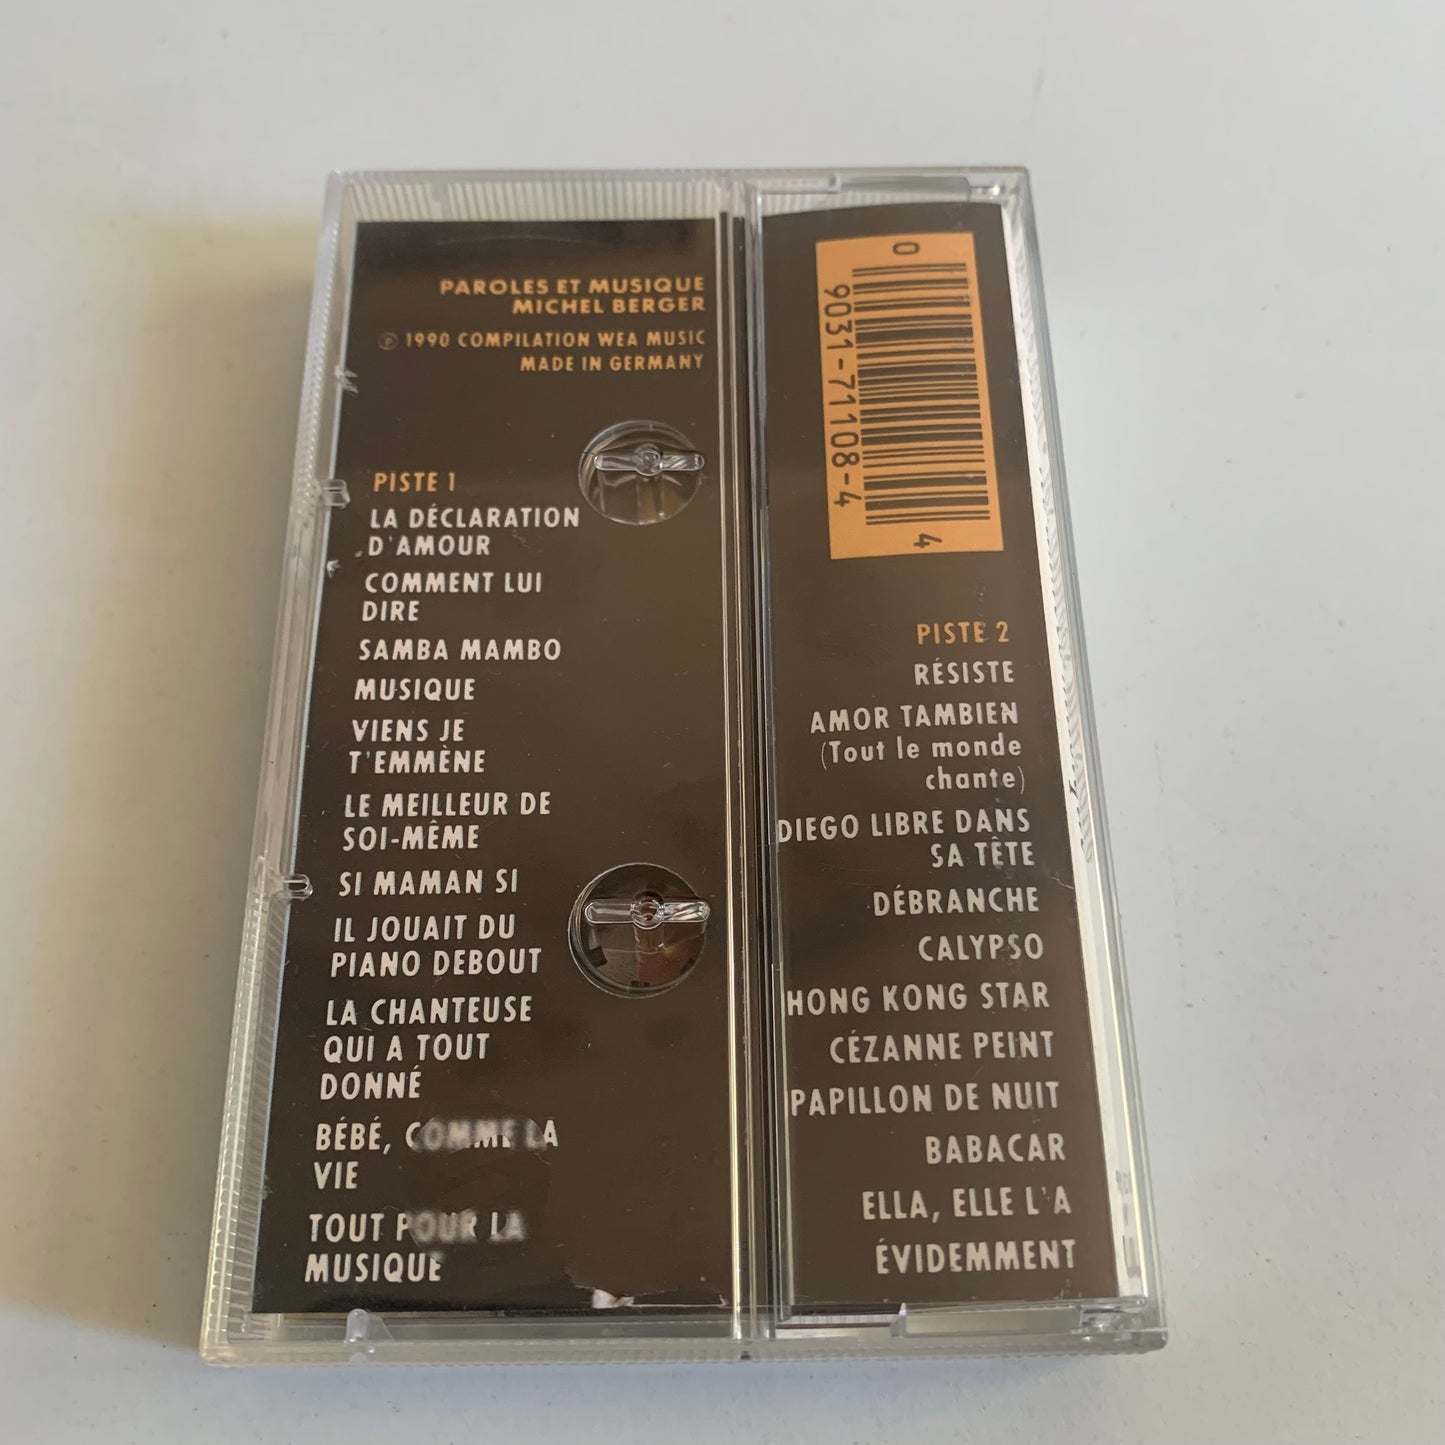 PAROLES ET MUSIQUE
MICHEL BERGER
℗ 1990 COMPILATION WEA MUSIC
MADE IN GERMANY
PISTE 1
LA DÉCLARATION
D'AMOUR
COMMENT LUI
DIRE
SAMBA MAMBO
MUSIQUE
VIENS JE
T'EMMÈNE
LE MEILLEUR DE
SOI-MÊME
SI MAMAN SI
IL JOUAIT DU
PIANO DEBOUT
LA CHANTEUSE
QUI A TOUT
DONNÉ
BÉBÉ, COMME LA
VIE
TOUT POUR LA
MUSIQUE
0
9031-71108-4
4
PISTE 2
RÉSISTE
AMOR TAMBIEN
(Tout le monde
chante)
DIEGO LIBRE DANS
SA TÊTE
DÉBRANCHE
CALYPSO
HONG KONG STAR
CÉZANNE PEINT
PAPILLON DE NUIT
BABACAR
ELLA, ELLE L'A
ÉVIDEMMENT